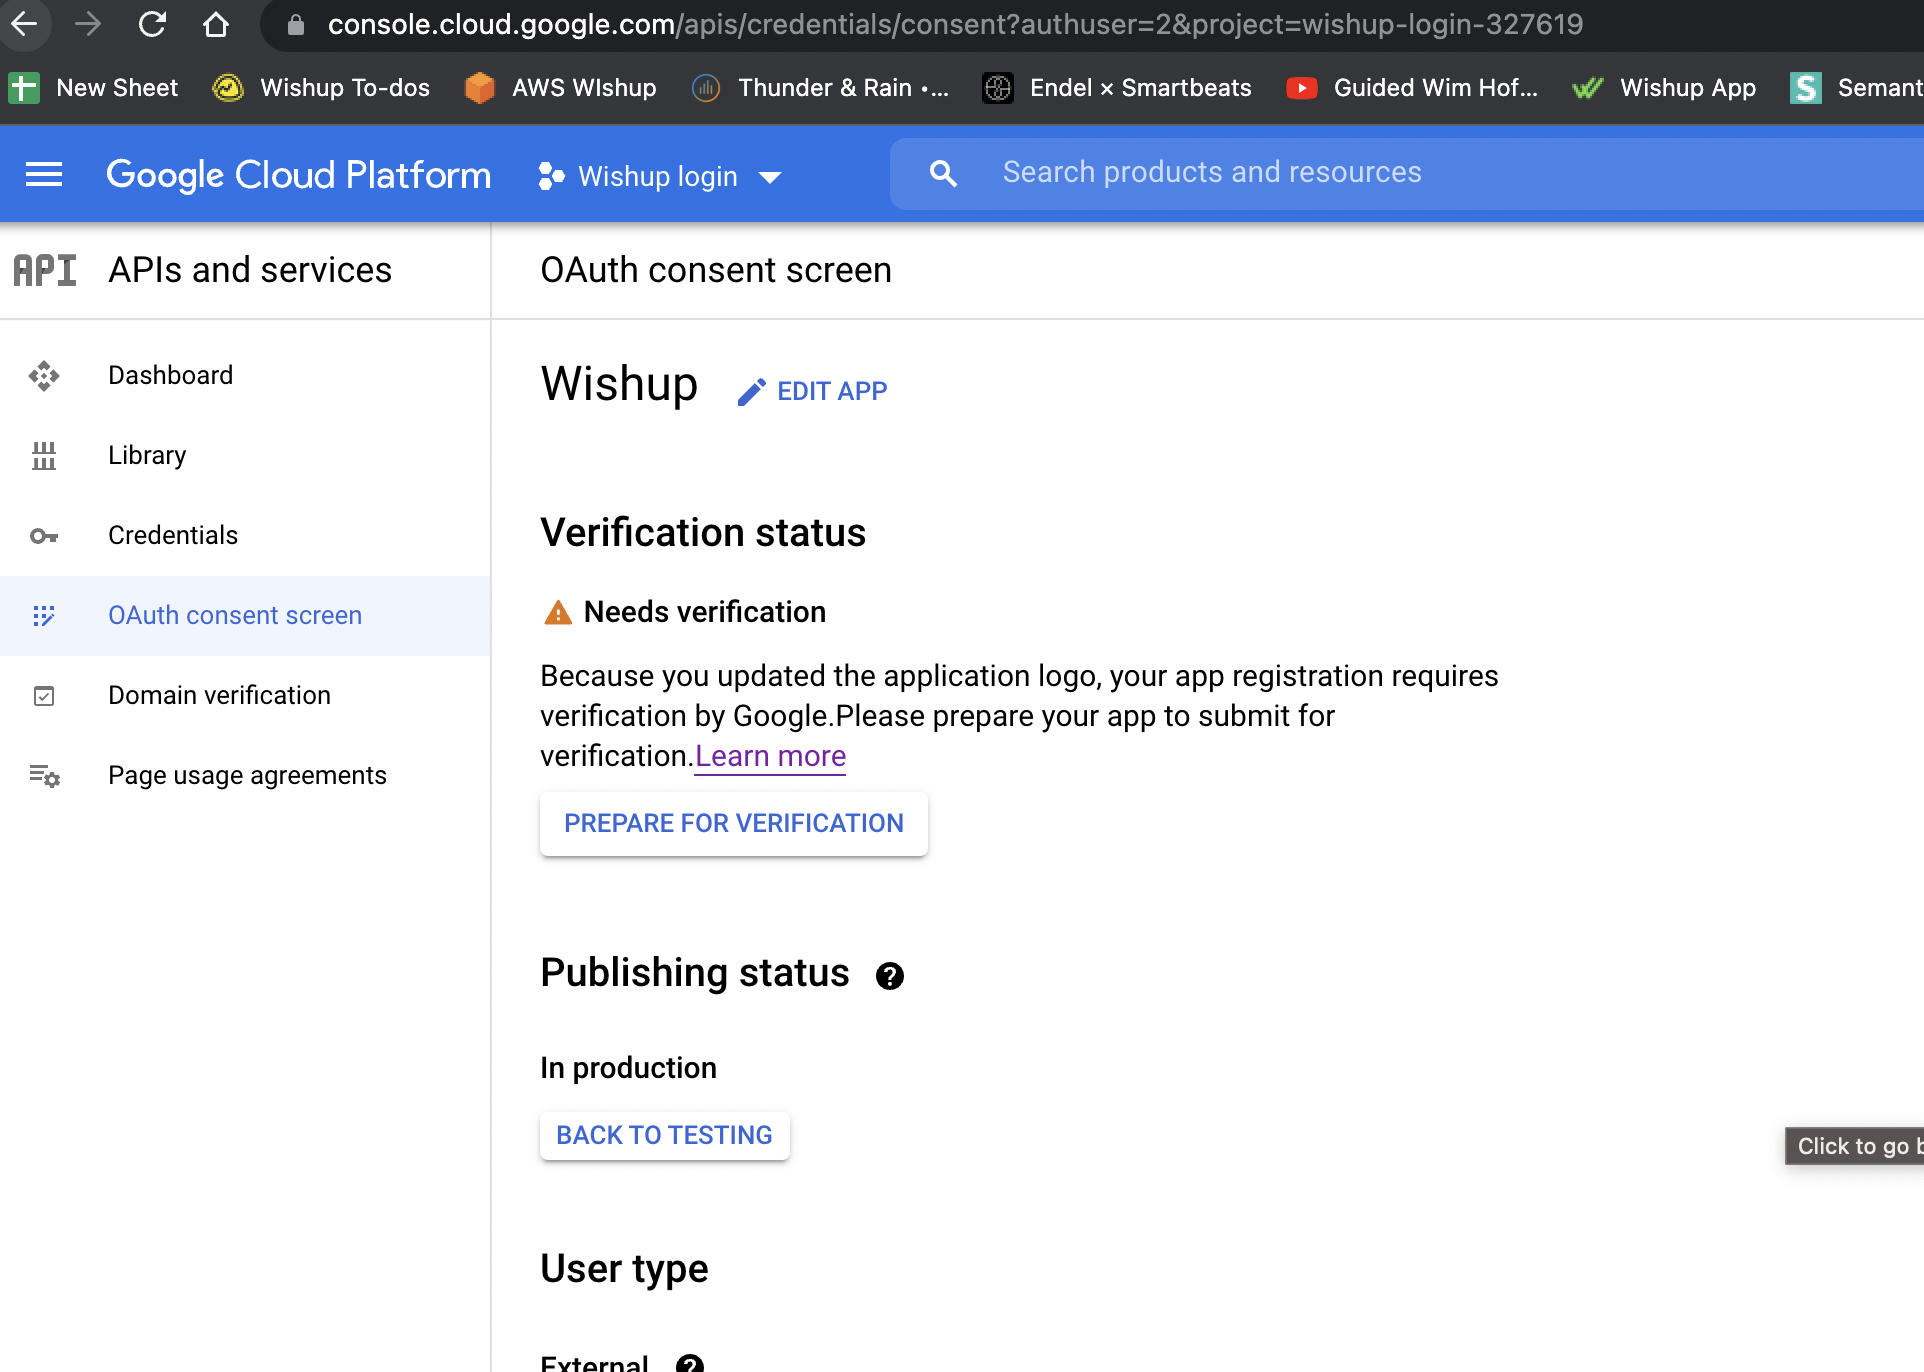 console.cloud.google.com/apis/credentials/consent?authuser=2&project=wishup-login-327619
New Sheet Wishup To-dos AWS WIshup Thunder & Rain •... Endel × Smartbeats Guided Wim Hof... Wishup App S Semant
Google Cloud Platform Wishup login Search products and resources
API APIs and services OAuth consent screen
Dashboard
Library
Credentials
OAuth consent screen
Domain verification
Page usage agreements
Wishup EDIT APP
Verification status
Needs verification
Because you updated the application logo, your app registration requires
verification by Google.Please prepare your app to submit for
verification.Learn more
PREPARE FOR VERIFICATION
Publishing status ?
In production
BACK TO TESTING
Click to go b
User type
External ?